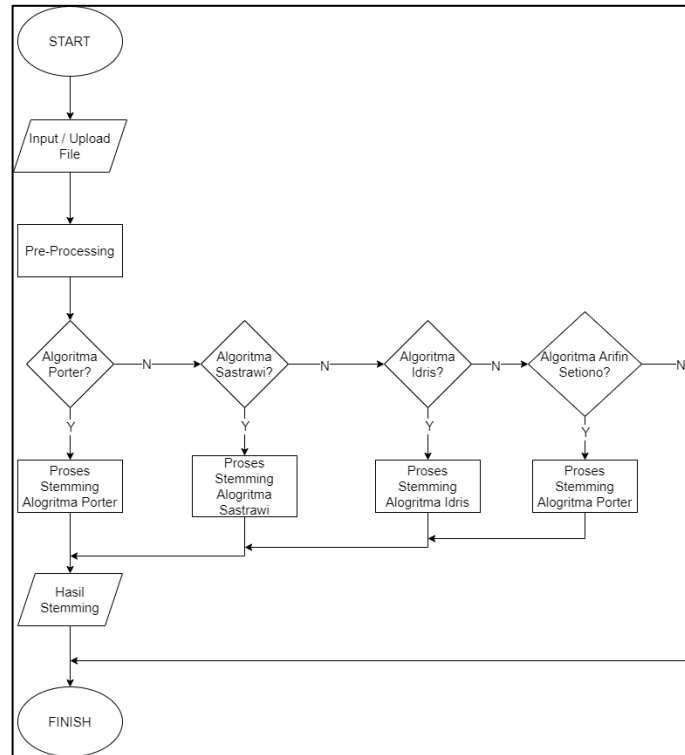 START
Input / Upload
File
Pre-Processing
Algoritma
Porter?
N
Algoritma
Sastrawi?
N
Algoritma
Idris?
N
Algoritma Arifin
Setiono?
N
Y
Y
Y
Y
Proses
Stemming
Alogritma Porter
Proses
Stemming
Alogritma
Sastrawi
Proses
Stemming
Alogritma Idris
Proses
Stemming
Alogritma Porter
Hasil
Stemming
FINISH